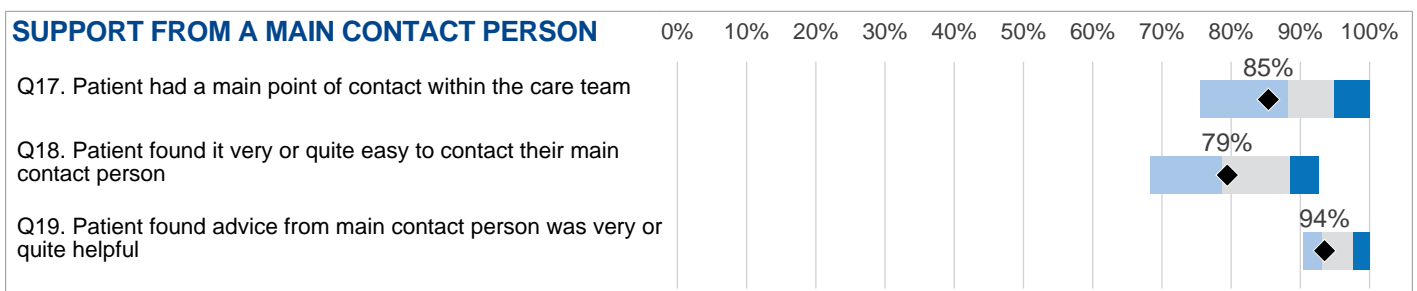 SUPPORT FROM A MAIN CONTACT PERSON 0% 10% 20% 30% 40% 50% 60% 70% 80% 90% 100%
85%
Q17. Patient had a main point of contact within the care team
79%
Q18. Patient found it very or quite easy to contact their main
contact person
94%
Q19. Patient found advice from main contact person was very or
quite helpful